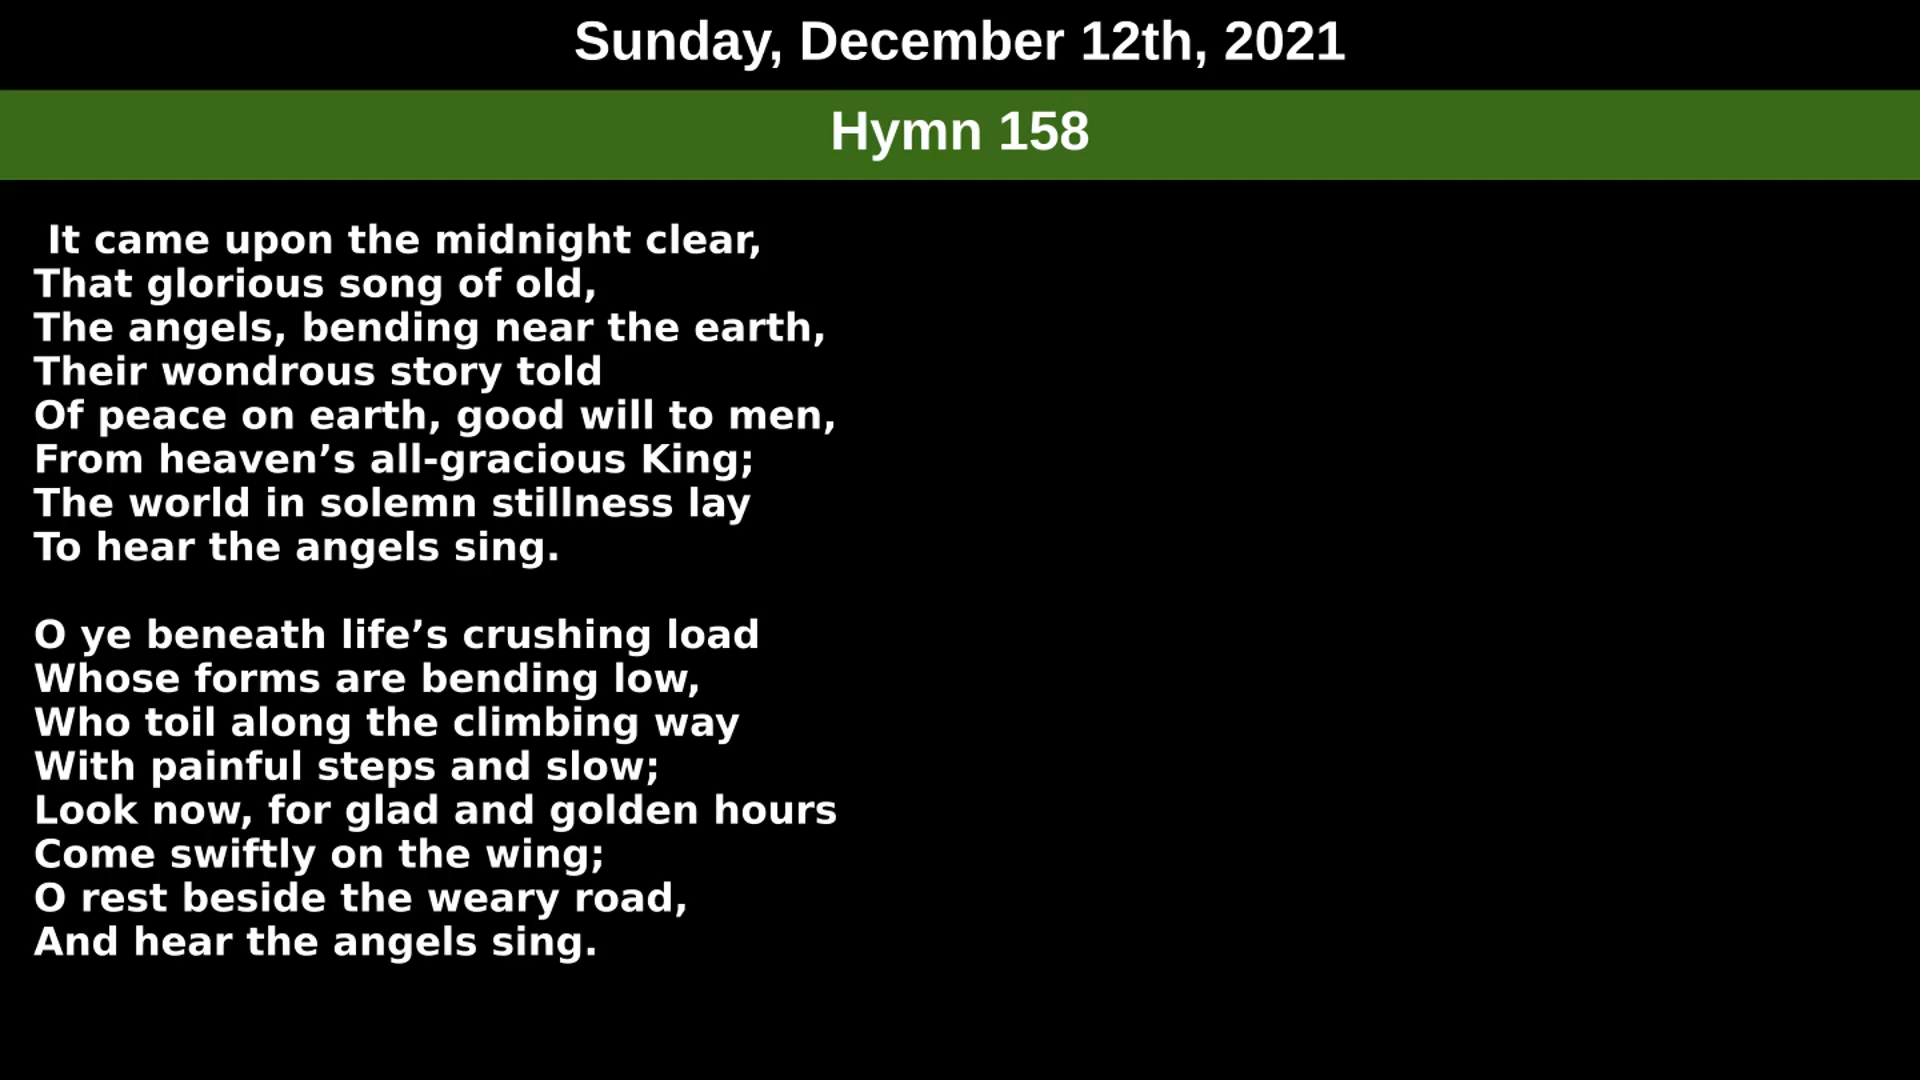 Sunday, December 12th, 2021
Hymn 158
It came upon the midnight clear,
That glorious song of old,
The angels, bending near the earth,
Their wondrous story told
Of peace on earth, good will to men,
From heaven’s all-gracious King;
The world in solemn stillness lay
To hear the angels sing.
O ye beneath life’s crushing load
Whose forms are bending low,
Who toil along the climbing way
With painful steps and slow;
Look now, for glad and golden hours
Come swiftly on the wing;
O rest beside the weary road,
And hear the angels sing.